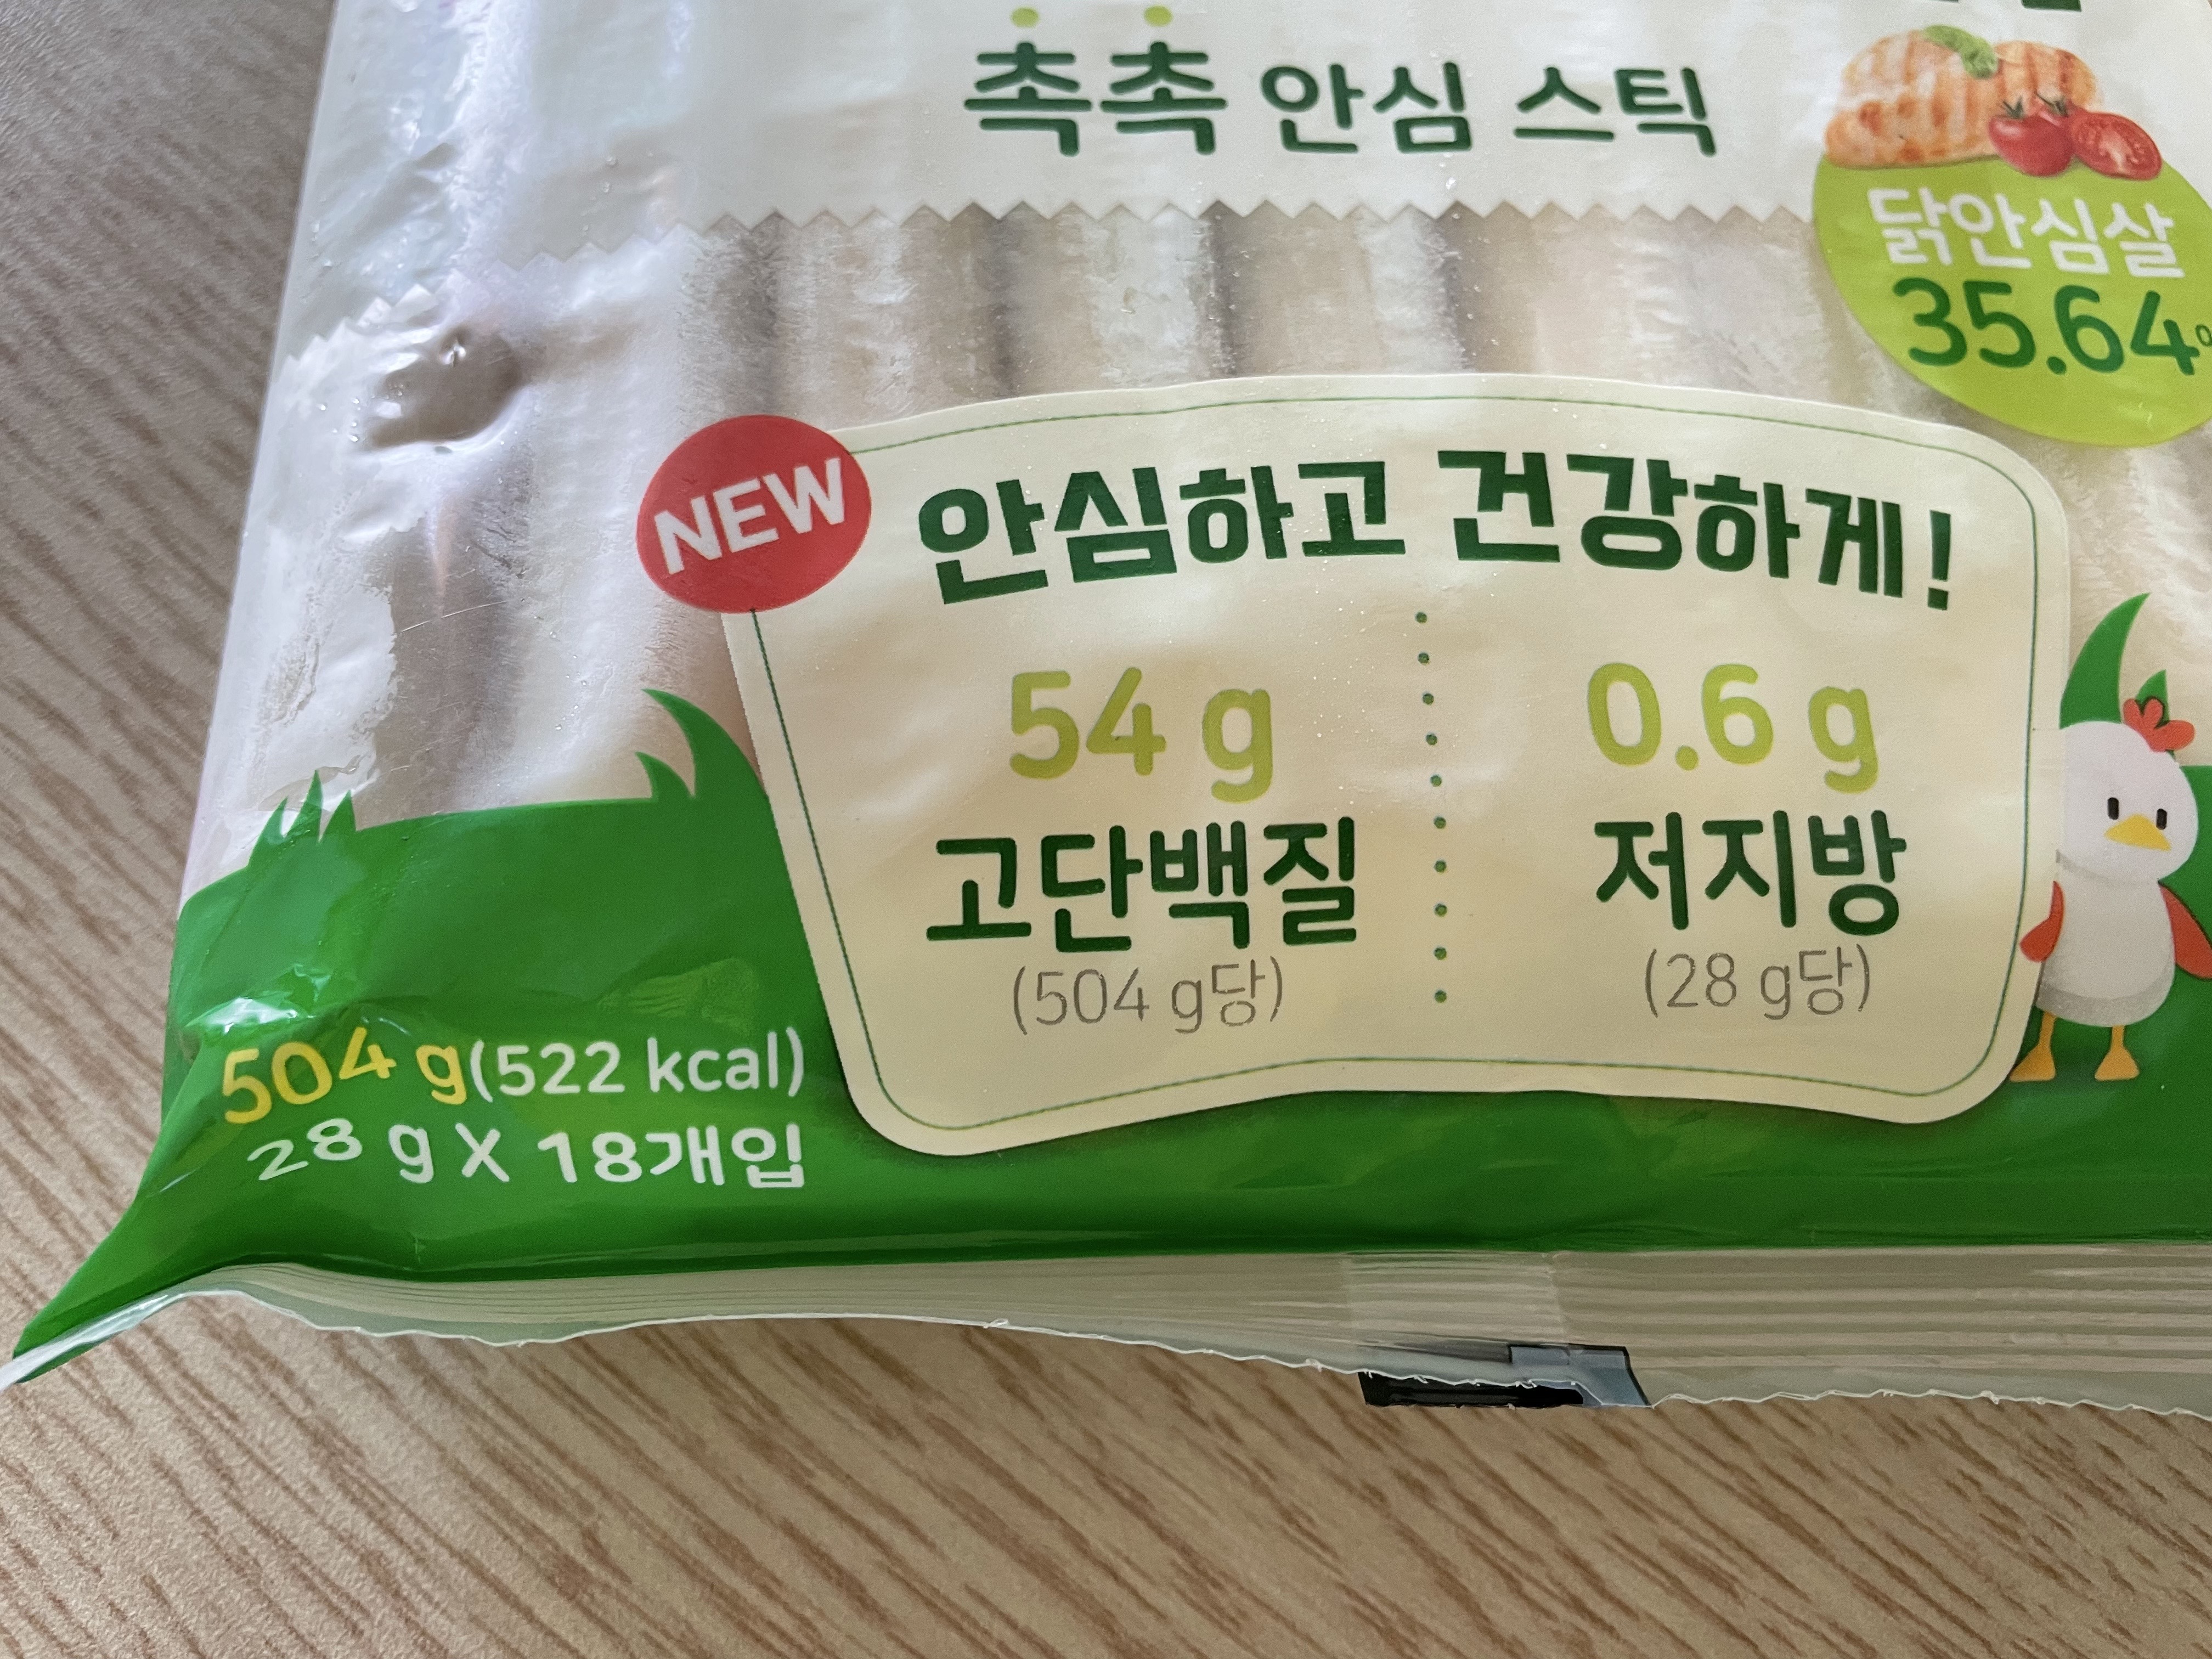 촉촉 안심 스틱
닭안심살
35.64%
NEW
안심하고 건강하게!
54 g
고단백질
(504 g당)
0.6 g
저지방
(28 g당)
504 g(522 kcal)
28 g X 18개입